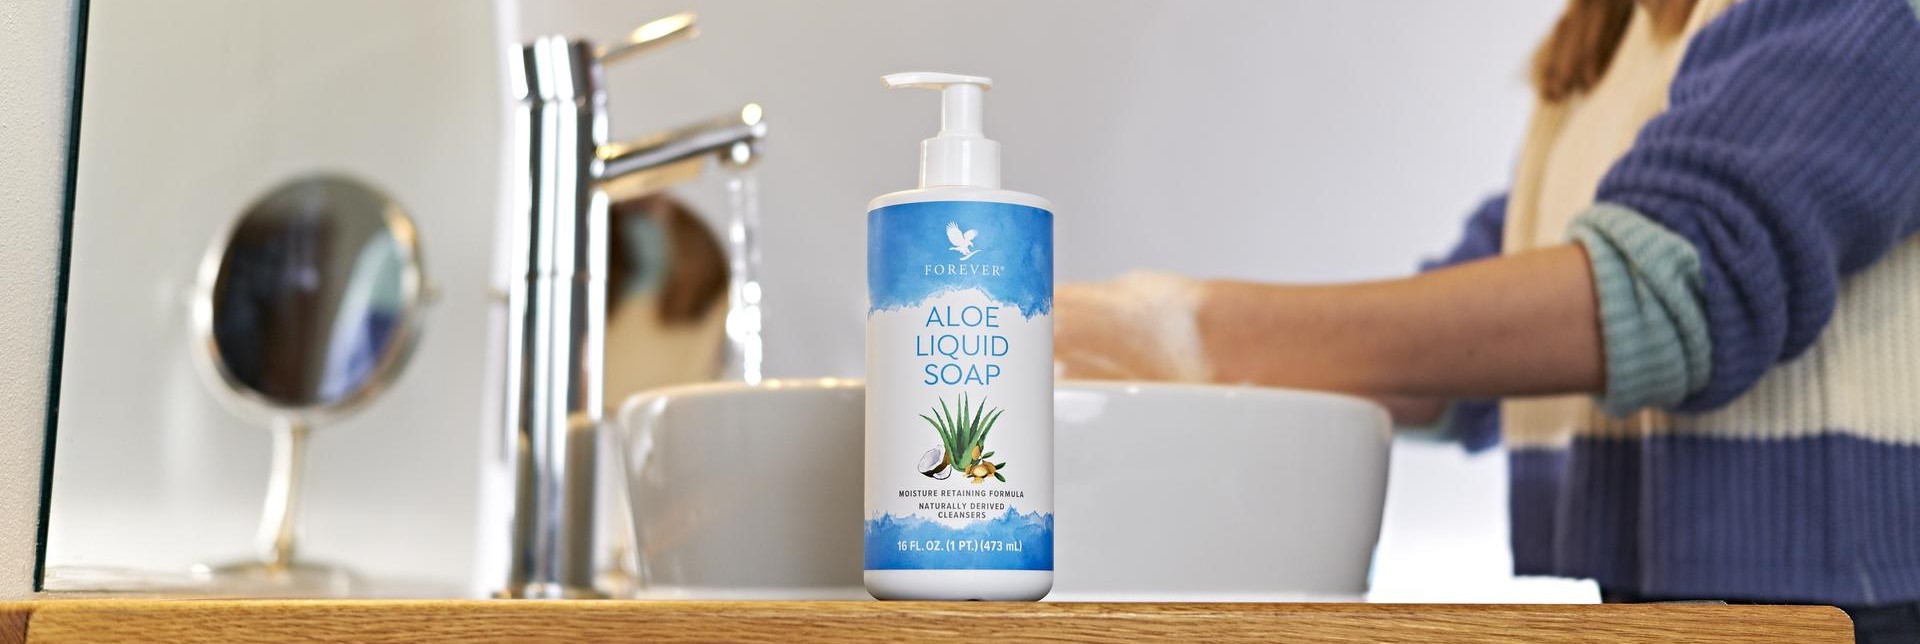 FOREVER®
ALOE
LIQUID
SOAP
MOISTURE RETAINING FORMULA
NATURALLY DERIVED
CLEANSERS
16 FL. OZ. (1 PT.) (473 mL)